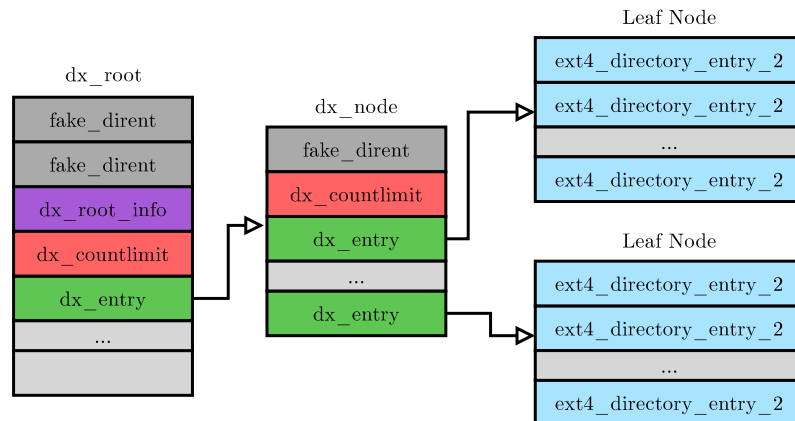 dx_root
fake_dirent
fake_dirent
dx_root_info
dx_countlimit
dx_entry
...
dx_node
fake_dirent
dx_countlimit
dx_entry
...
dx_entry
Leaf Node
ext4_directory_entry_2
ext4_directory_entry_2
...
ext4_directory_entry_2
Leaf Node
ext4_directory_entry_2
ext4_directory_entry_2
...
ext4_directory_entry_2